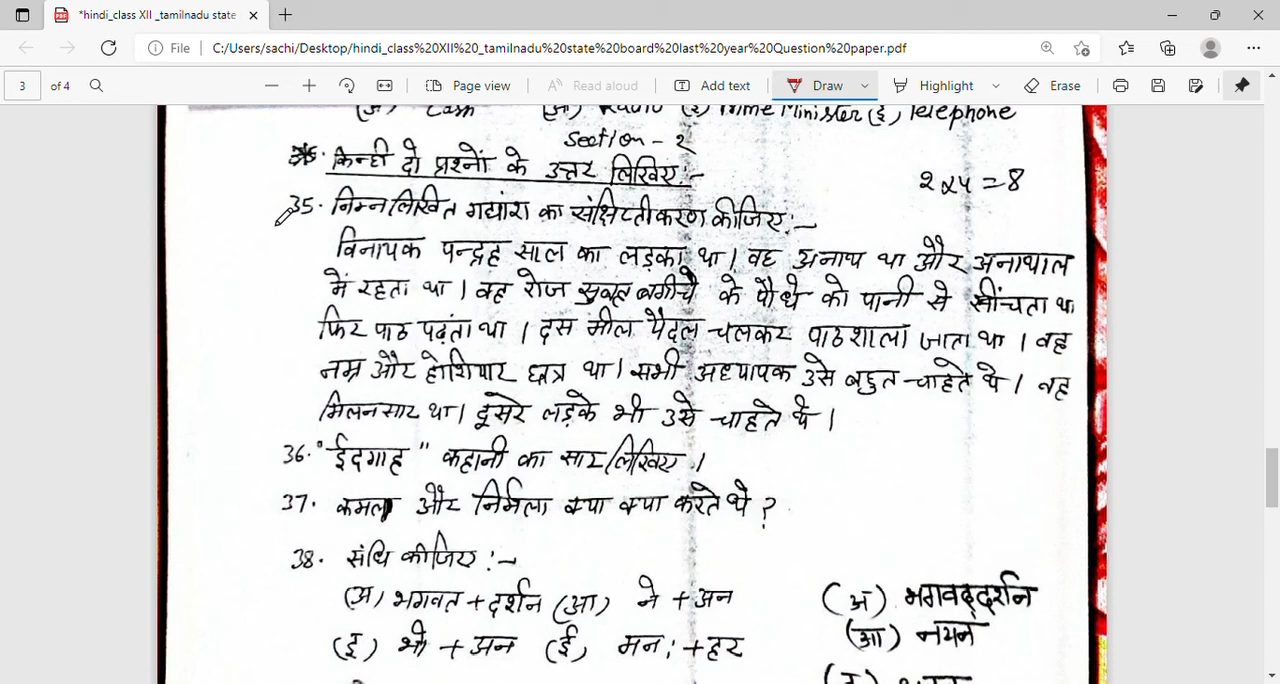 *hindi_class XII _tamilnadu state
File C:/Users/sachi/Desktop/hindi_class%20XII%20_tamilnadu%20state%20board%20last%20year%20Question%20paper.pdf
3 of 4 Page view Read aloud Add text Draw Highlight Erase
Radio (इ) Prime Minister (ई) Telephone
Section - २
किन्ही दो प्रश्नों के उत्तर लिखिए :-
२x४ = 8
35. निम्नलिखित गद्यांश का संक्षिप्तीकरण कीजिए :-
विनायक पन्द्रह साल का लड़का था। वह अनाथ था और अनाथाल
में रहता था। वह रोज सुबह बगीचे के पौधे को पानी से सींचता था
फिर पाठ पढ़ंता था। दस मील पैदल चलकर पाठशाला जाता था। वह
नम्र और होशियार छात्र था। सभी अध्यापक उसे बहुत चाहते थे। वह
मिलनसार था। दूसरे लड़के भी उसे चाहते थे।
36. "ईदगाह" कहानी का सार लिखिए।
37. कमला और निर्मला क्या क्या करते थे?
38. संधि कीजिए :-
(अ) भगवत + दर्शन (आ) ने + अन
(अ) भगवद्दर्शन
(आ) नयन
(इ) भो + अन (ई) मन: + हर